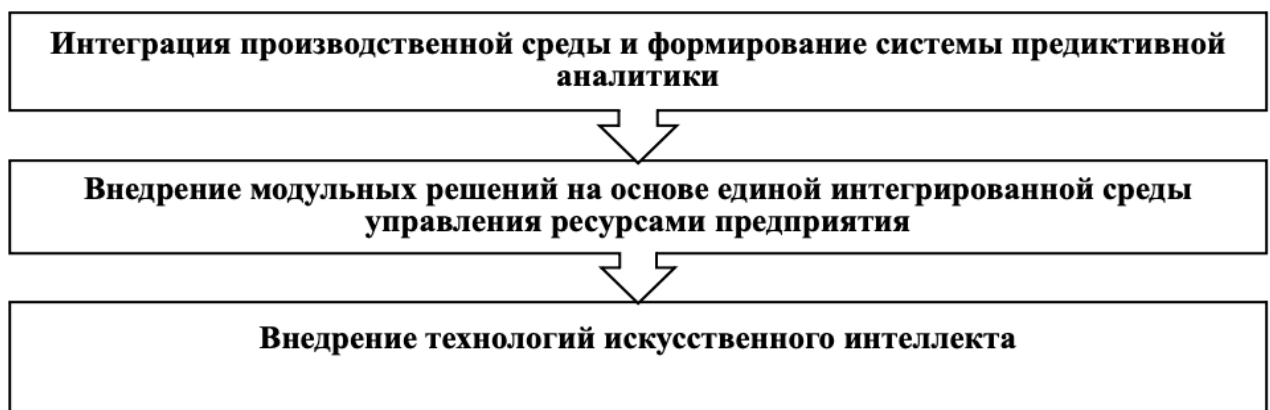 Интеграция производственной среды и формирование системы предиктивной
аналитики
Внедрение модульных решений на основе единой интегрированной среды
управления ресурсами предприятия
Внедрение технологий искусственного интеллекта